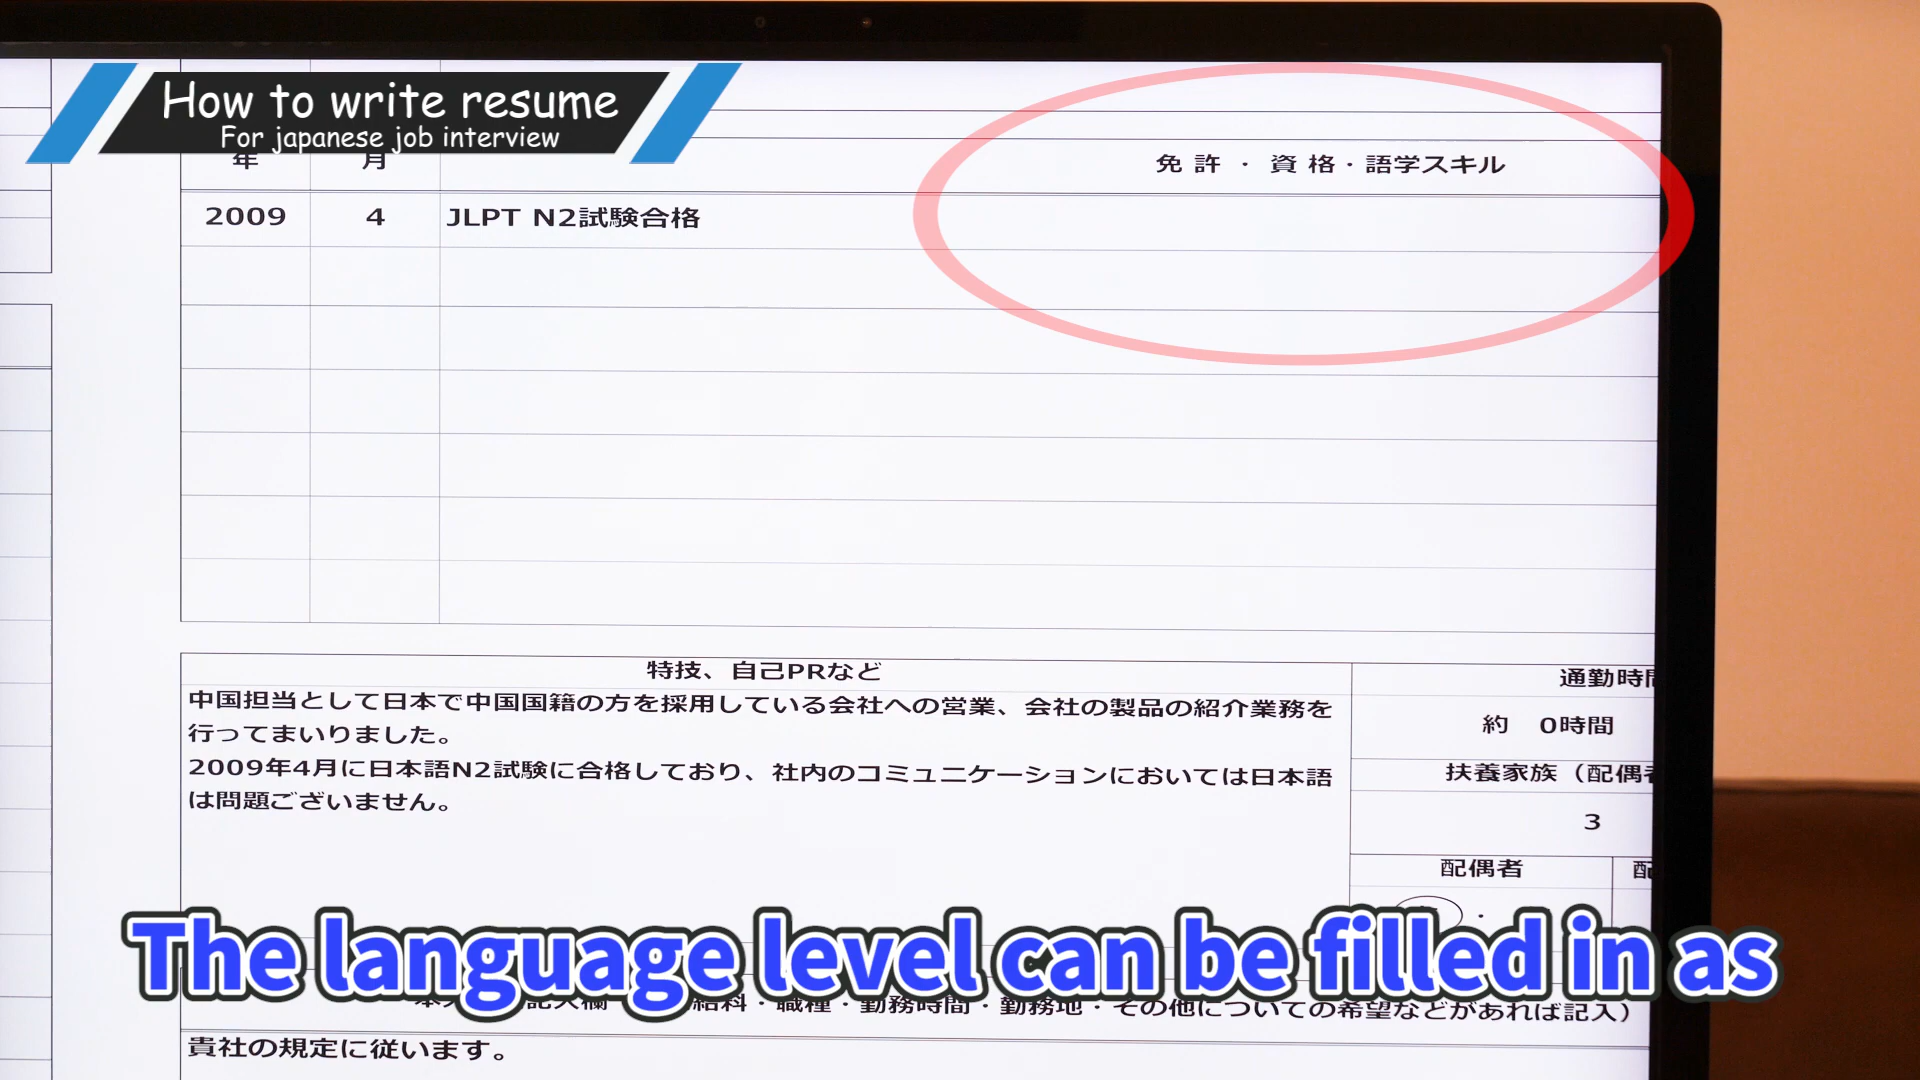 How to write resume
For japanese job interview
年 月 免許・資格・語学スキル
2009 4 JLPT N2試験合格
特技、自己PRなど
中国担当として日本で中国国籍の方を採用している会社への営業、会社の製品の紹介業務を
行ってまいりました。
2009年4月に日本語N2試験に合格しており、社内のコミュニケーションにおいては日本語
は問題ございません。
通勤時間
約 0時間
扶養家族（配偶者
3
配偶者 配
The language level can be filled in as
給料・職種・勤務時間・勤務地・その他についての希望などがあれば記入）
貴社の規定に従います。